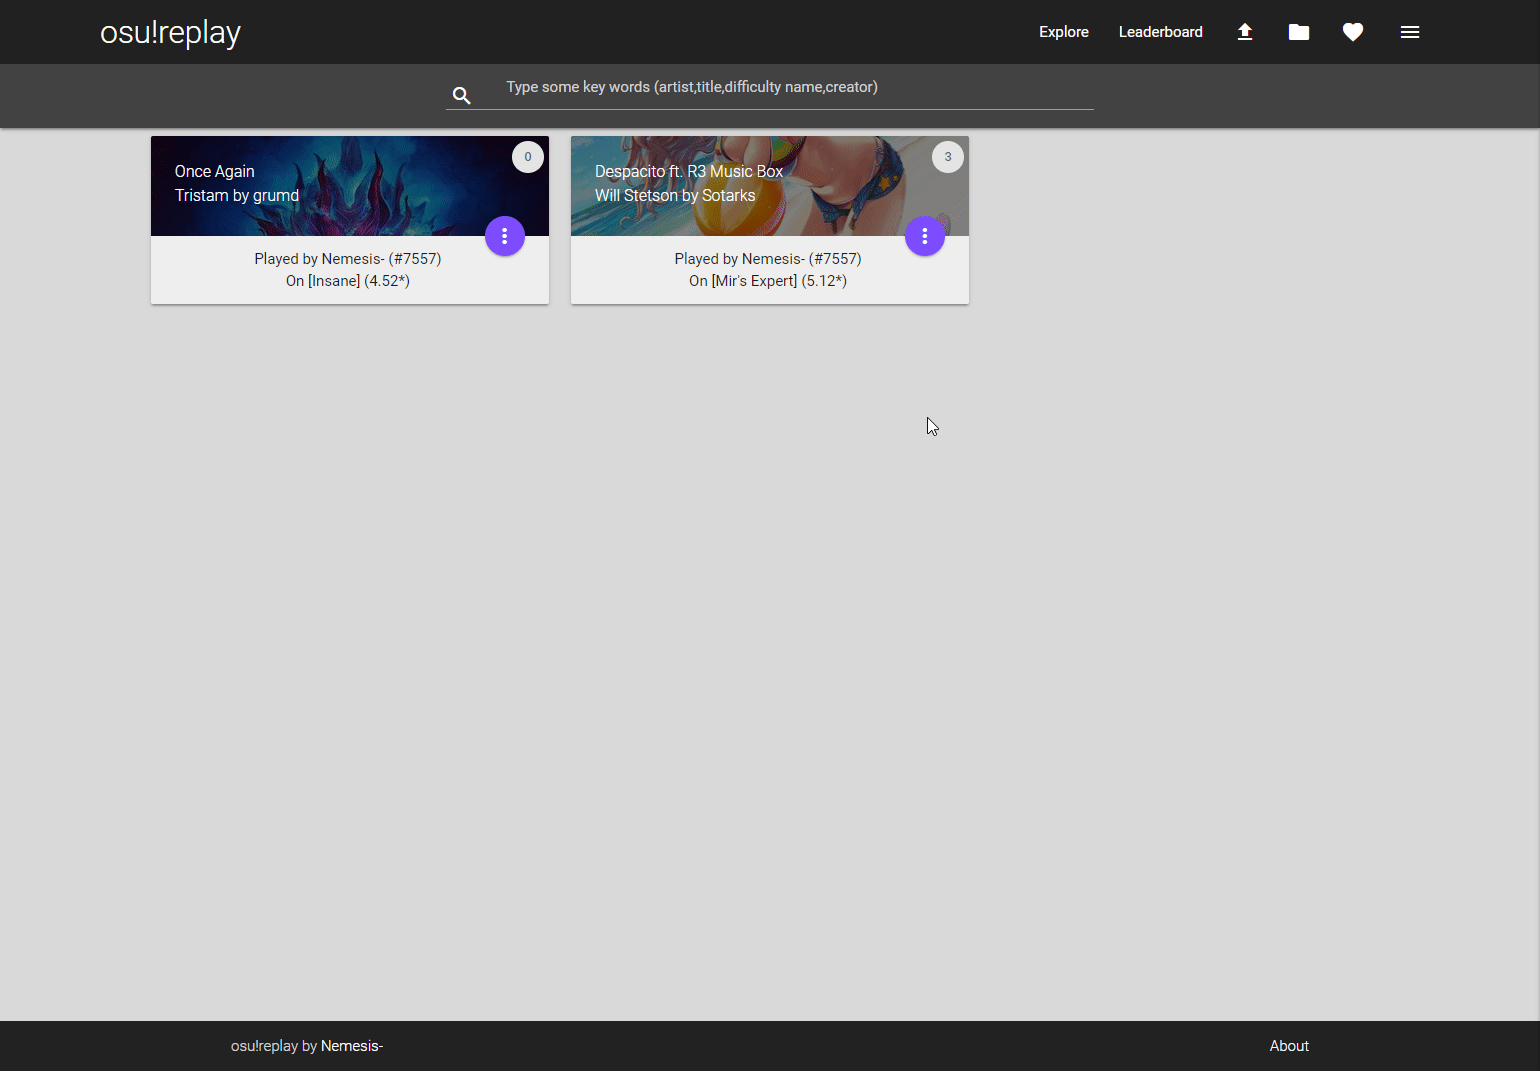 osu!replay
Explore
Leaderboard
Type some key words (artist,title,difficulty name,creator)
Once Again
Tristam by grumd
0
Played by Nemesis- (#7557)
On [Insane] (4.52*)
Despacito ft. R3 Music Box
Will Stetson by Sotarks
3
Played by Nemesis- (#7557)
On [Mir's Expert] (5.12*)
osu!replay by Nemesis-
About